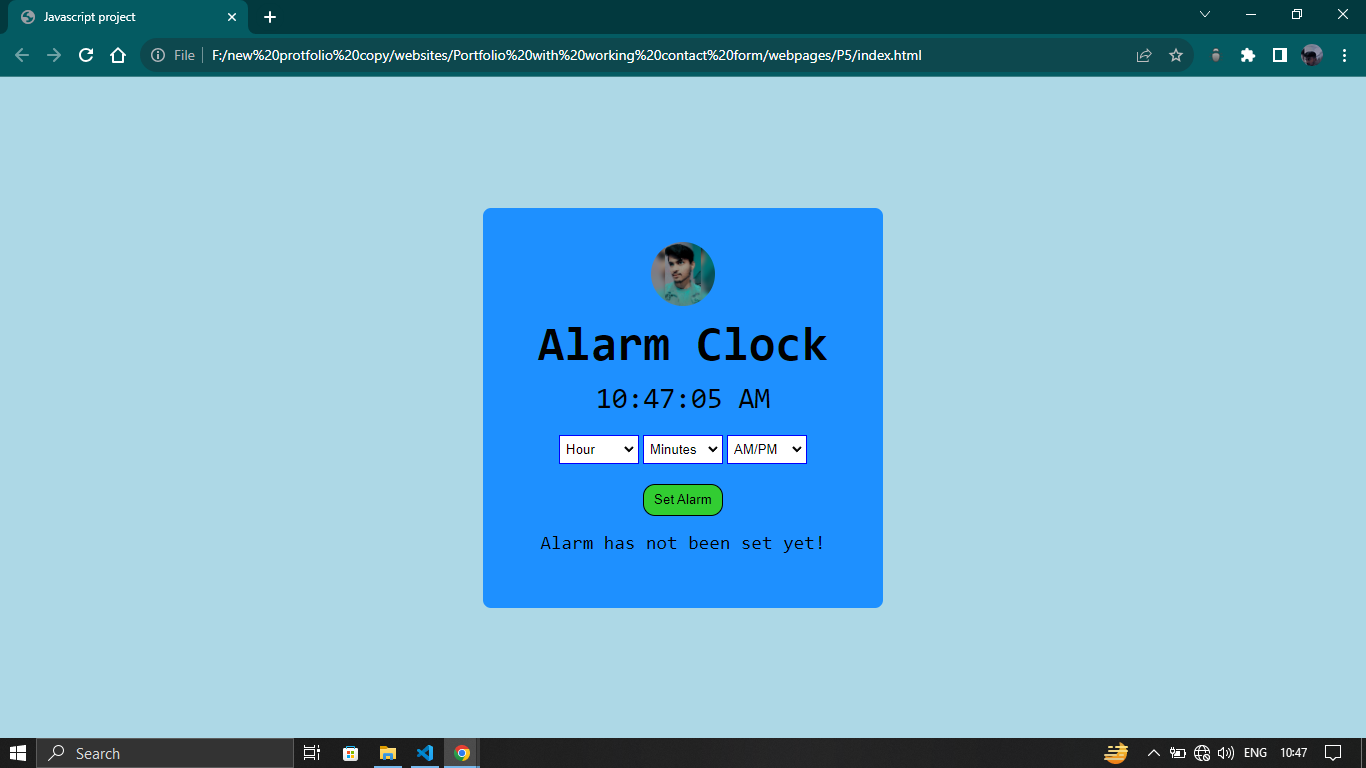 Javascript project
File F:/new%20protfolio%20copy/websites/Portfolio%20with%20working%20contact%20form/webpages/P5/index.html
Alarm Clock
10:47:05 AM
Hour Minutes AM/PM
Set Alarm
Alarm has not been set yet!
Search ENG 10:47